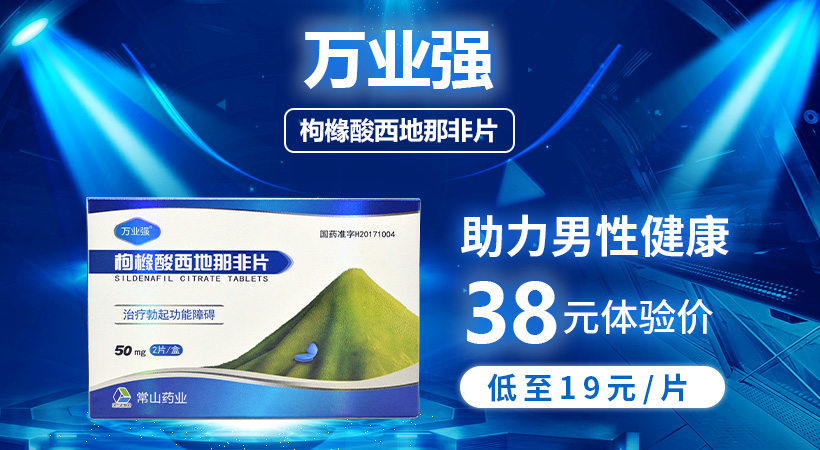 万业强
枸橼酸西地那非片
万业强®
国药准字H20171004
枸橼酸西地那非片
SILDENAFIL CITRATE TABLETS
治疗勃起功能障碍
50mg 2片/盒
常山药业
助力男性健康
38元体验价
低至19元/片